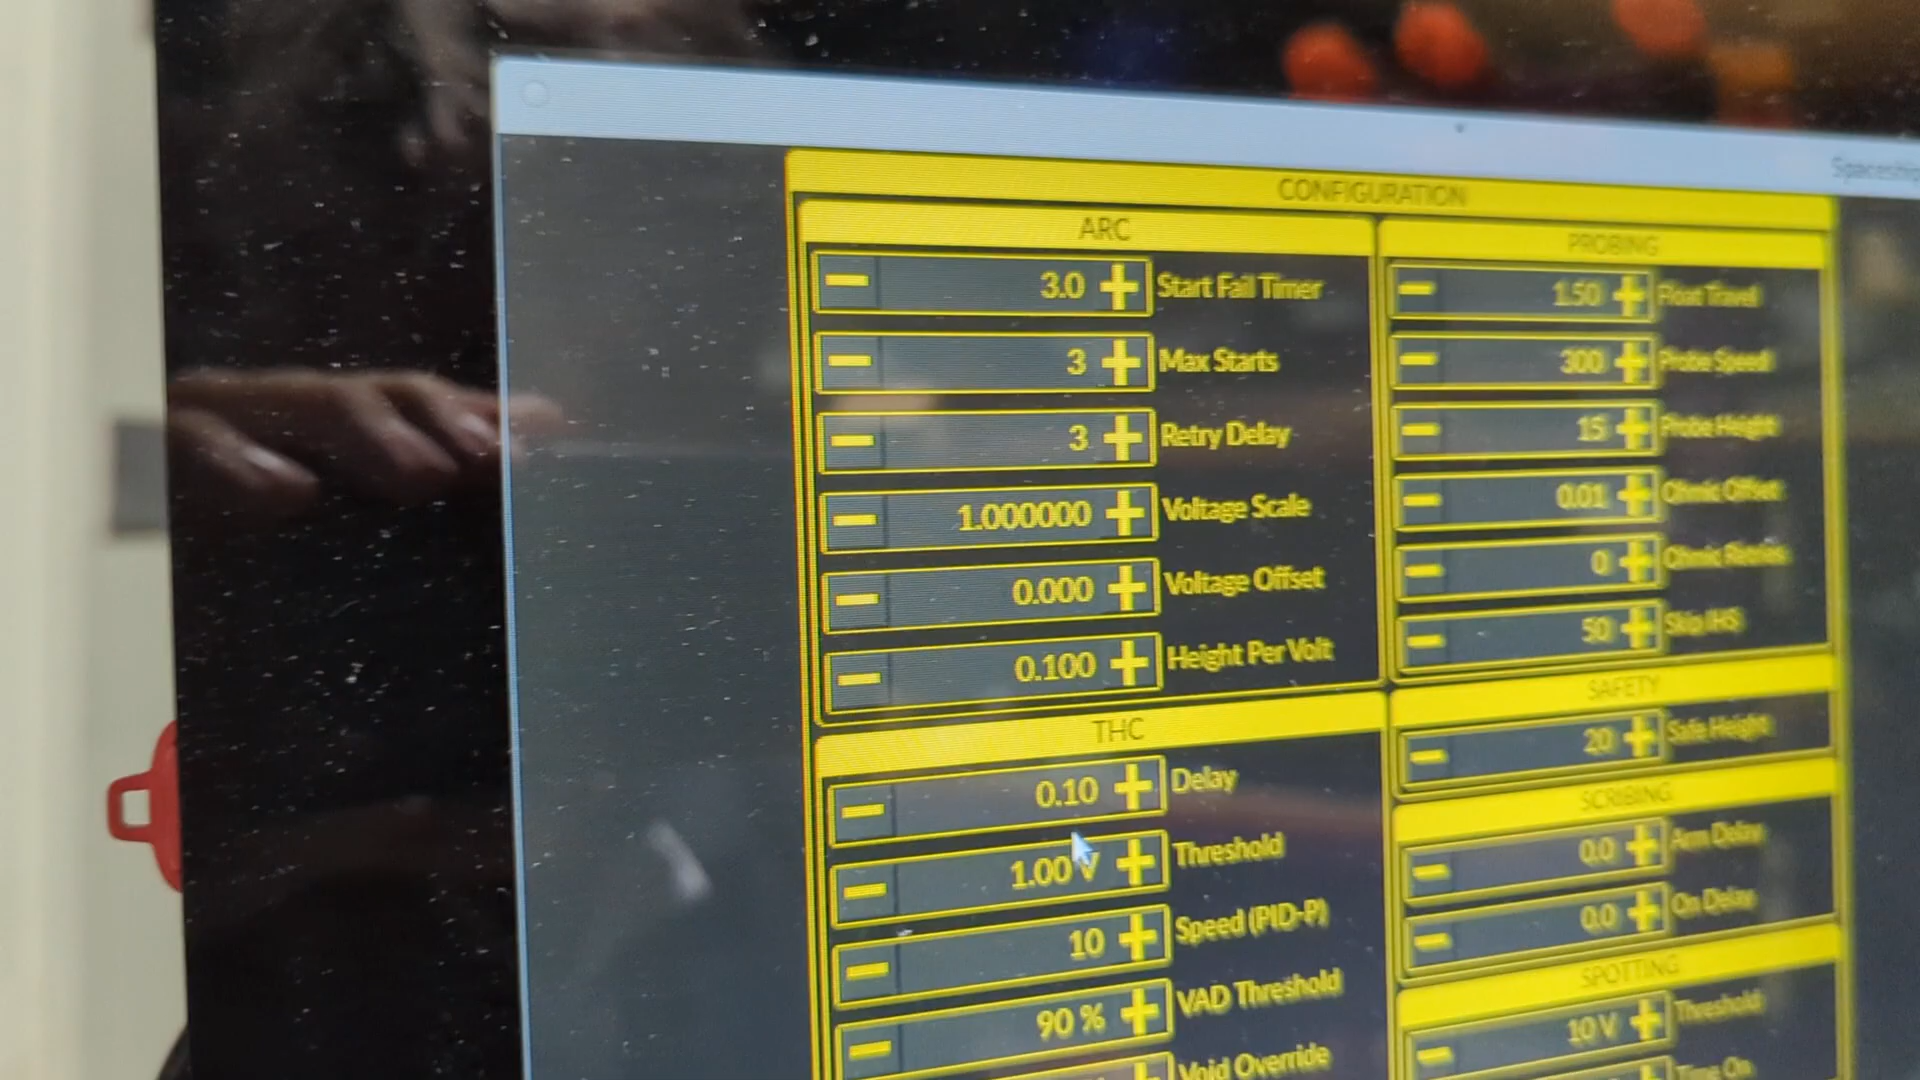 Spaceship
CONFIGURATION
ARC
3.0 Start Fail Timer
3 Max Starts
3 Retry Delay
1.000000 Voltage Scale
0.000 Voltage Offset
0.100 Height Per Volt
THC
0.10 Delay
1.00 V Threshold
10 Speed (PID-P)
90 % VAD Threshold
Void Override
PROBING
1.50 Float Travel
300 Probe Speed
15 Probe Height
0.01 Ohmic Offset
0 Ohmic Retries
50 Skip IHS
SAFETY
20 Safe Height
SCRIBING
0.0 Arm Delay
0.0 On Delay
SPOTTING
10 V Threshold
Time On